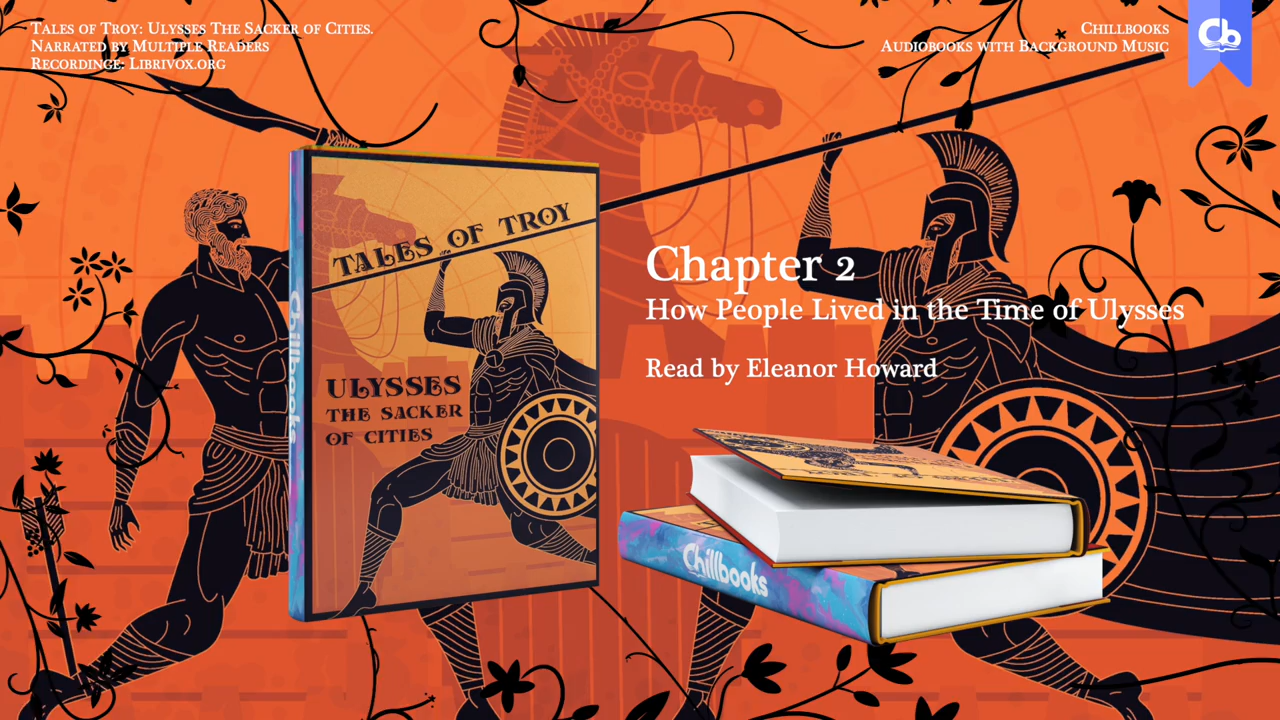 Tales of Troy: Ulysses The Sacker of Cities.
Narrated by Multiple Readers
Recordinge: Librivox.org
Chillbooks
Audiobooks with Background Music
Cb
TALES OF TROY
ULYSSES
THE SACKER
OF CITIES
Chillbooks
Chapter 2
How People Lived in the Time of Ulysses
Read by Eleanor Howard
Chillbooks